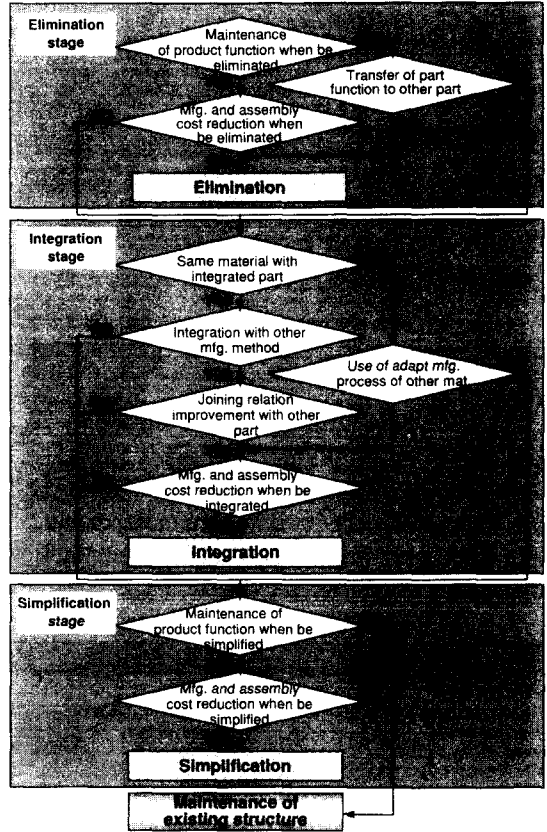 Elimination
stage
Maintenance
of product function when be
eliminated
Transfer of part
function to other part
Mfg. and assembly
cost reduction when
be eliminated
Elimination
Integration
stage
Same material with
integrated part
Integration with other
mfg. method
Use of adapt mfg.
process of other mat
Joining relation
improvement with other
part
Mfg. and assembly
cost reduction when be
integrated
Integration
Simplification
stage
Maintenance of
product function when be
simplified
Mfg. and assembly
cost reduction when be
simplified
Simplification
Maintenance of
existing structure